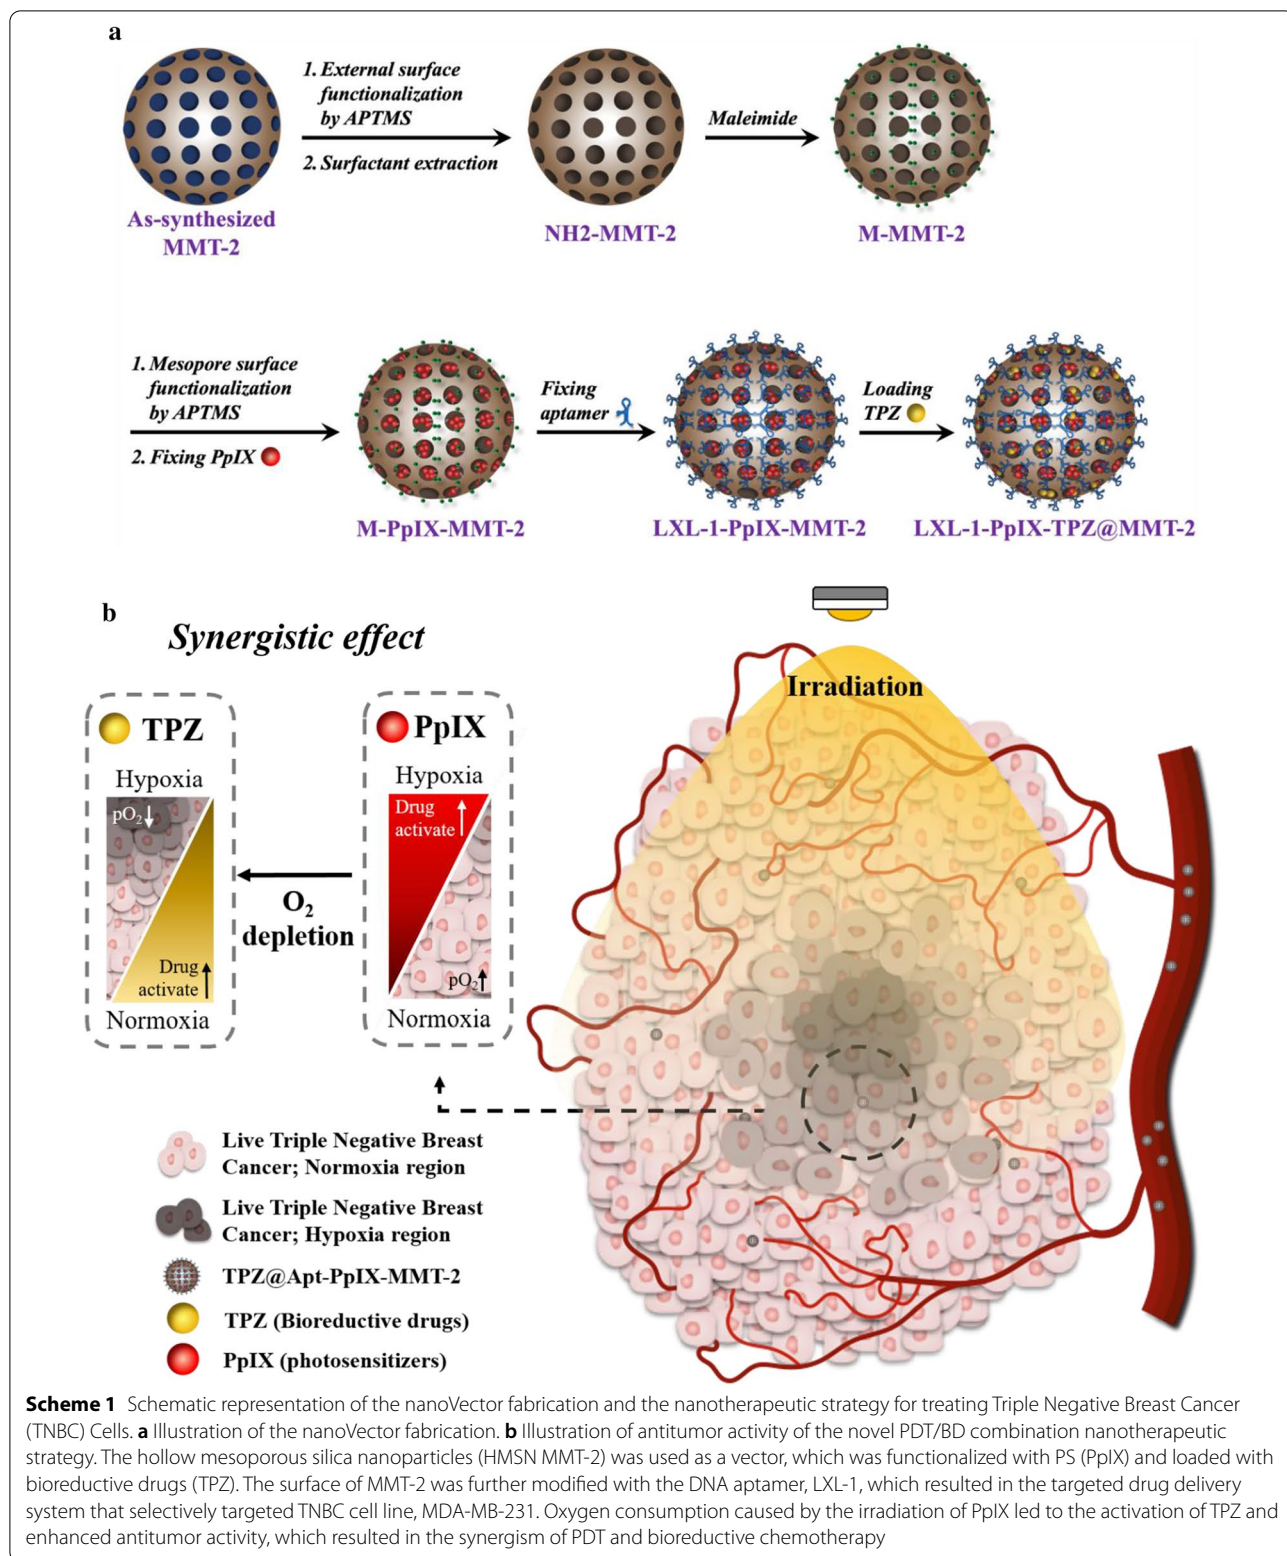 a
1. External surface
functionalization
by APTMS
2. Surfactant extraction
Maleimide
As-synthesized
MMT-2
NH2-MMT-2
M-MMT-2
1. Mesopore surface
functionalization
by APTMS
2. Fixing PpIX
Fixing
aptamer
Loading
TPZ
M-PpIX-MMT-2
LXL-1-PpIX-MMT-2
LXL-1-PpIX-TPZ@MMT-2
b
Synergistic effect
TPZ
Hypoxia
pO2↓
Drug
activate
Normoxia
O2
depletion
PpIX
Hypoxia
Drug
activate
pO2↑
Normoxia
Irradiation
Live Triple Negative Breast
Cancer; Normoxia region
Live Triple Negative Breast
Cancer; Hypoxia region
TPZ@Apt-PpIX-MMT-2
TPZ (Bioreductive drugs)
PpIX (photosensitizers)
Scheme 1 Schematic representation of the nanoVector fabrication and the nanotherapeutic strategy for treating Triple Negative Breast Cancer
(TNBC) Cells. a Illustration of the nanoVector fabrication. b Illustration of antitumor activity of the novel PDT/BD combination nanotherapeutic
strategy. The hollow mesoporous silica nanoparticles (HMSN MMT-2) was used as a vector, which was functionalized with PS (PpIX) and loaded with
bioreductive drugs (TPZ). The surface of MMT-2 was further modified with the DNA aptamer, LXL-1, which resulted in the targeted drug delivery
system that selectively targeted TNBC cell line, MDA-MB-231. Oxygen consumption caused by the irradiation of PpIX led to the activation of TPZ and
enhanced antitumor activity, which resulted in the synergism of PDT and bioreductive chemotherapy